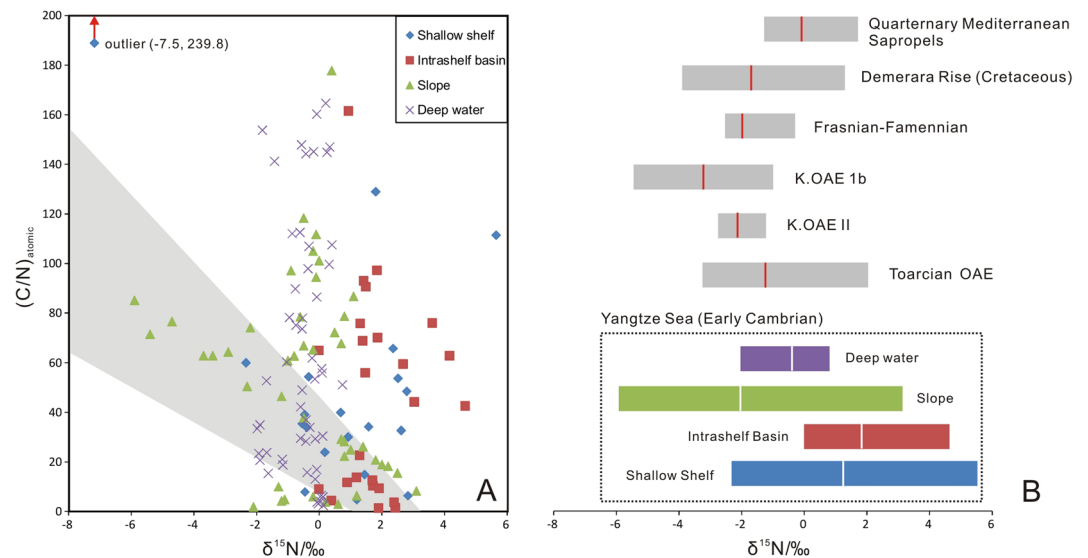 200
180
160
140
120
100
80
60
40
20
0
(C/N)atomic
-8
-6
-4
-2
0
2
4
6
δ¹⁵N/‰
outlier (-7.5, 239.8)
Shallow shelf
Intrashelf basin
Slope
Deep water
A
Quarternary Mediterranean
Sapropels
Demerara Rise (Cretaceous)
Frasnian-Famennian
K.OAE 1b
K.OAE II
Toarcian OAE
Yangtze Sea (Early Cambrian)
Deep water
Slope
Intrashelf Basin
Shallow Shelf
B
-8
-6
-4
-2
0
2
4
6
δ¹⁵N/‰